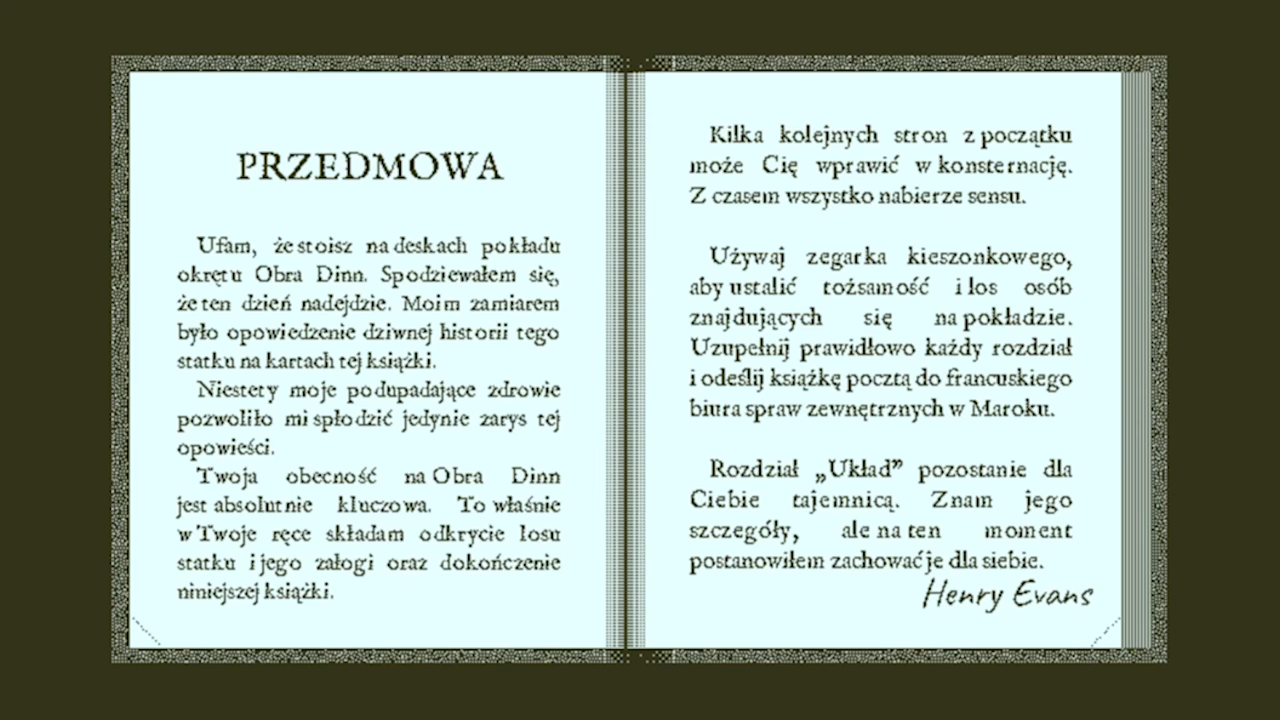 PRZEDMOWA
Ufam, że stoisz na deskach pokładu
okrętu Obra Dinn. Spodziewałem się,
że ten dzień nadejdzie. Moim zamiarem
było opowiedzenie dziwnej historii tego
statku na kartach tej książki.
Niestety moje podupadające zdrowie
pozwoliło mi spłodzić jedynie zarys tej
opowieści.
Twoja obecność na Obra Dinn
jest absolutnie kluczowa. To właśnie
w Twoje ręce składam odkrycie losu
statku i jego załogi oraz dokończenie
niniejszej książki.
Kilka kolejnych stron z początku
może Cię wprawić w konsternację.
Z czasem wszystko nabierze sensu.
Używaj zegarka kieszonkowego,
aby ustalić tożsamość i los osób
znajdujących się na pokładzie.
Uzupełnij prawidłowo każdy rozdział
i odeślij książkę pocztą do francuskiego
biura spraw zewnętrznych w Maroku.
Rozdział „Układ” pozostanie dla
Ciebie tajemnicą. Znam jego
szczegóły, ale na ten moment
postanowiłem zachować je dla siebie.
Henry Evans